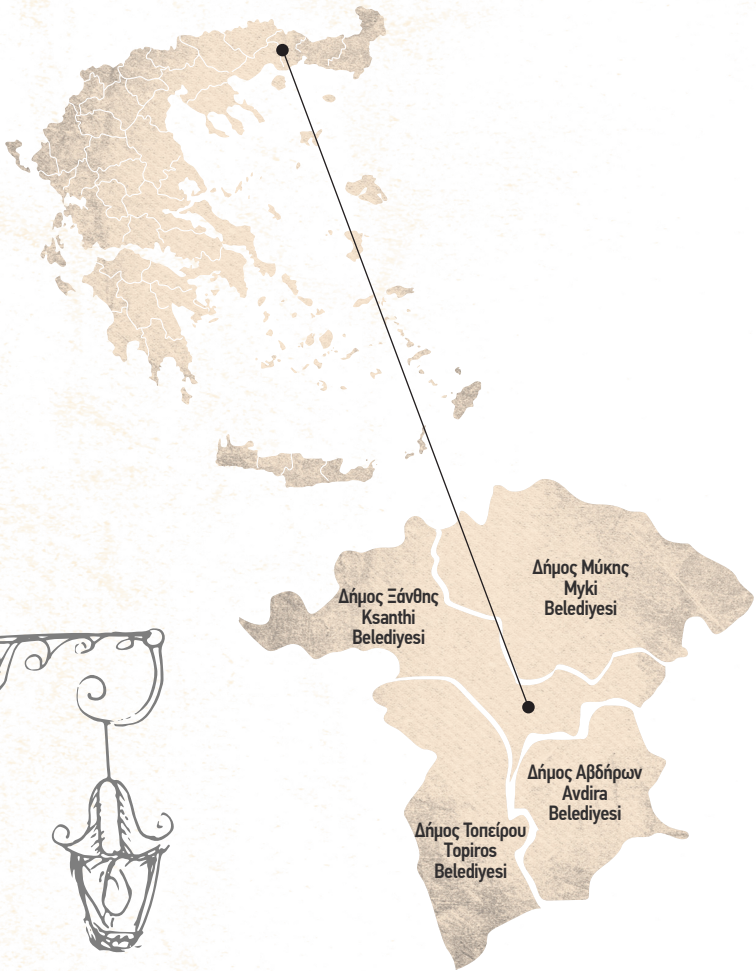 Δήμος Μύκης
Myki
Belediyesi
Δήμος Ξάνθης
Ksanthi
Belediyesi
Δήμος Αβδήρων
Avdira
Belediyesi
Δήμος Τοπείρου
Topiros
Belediyesi